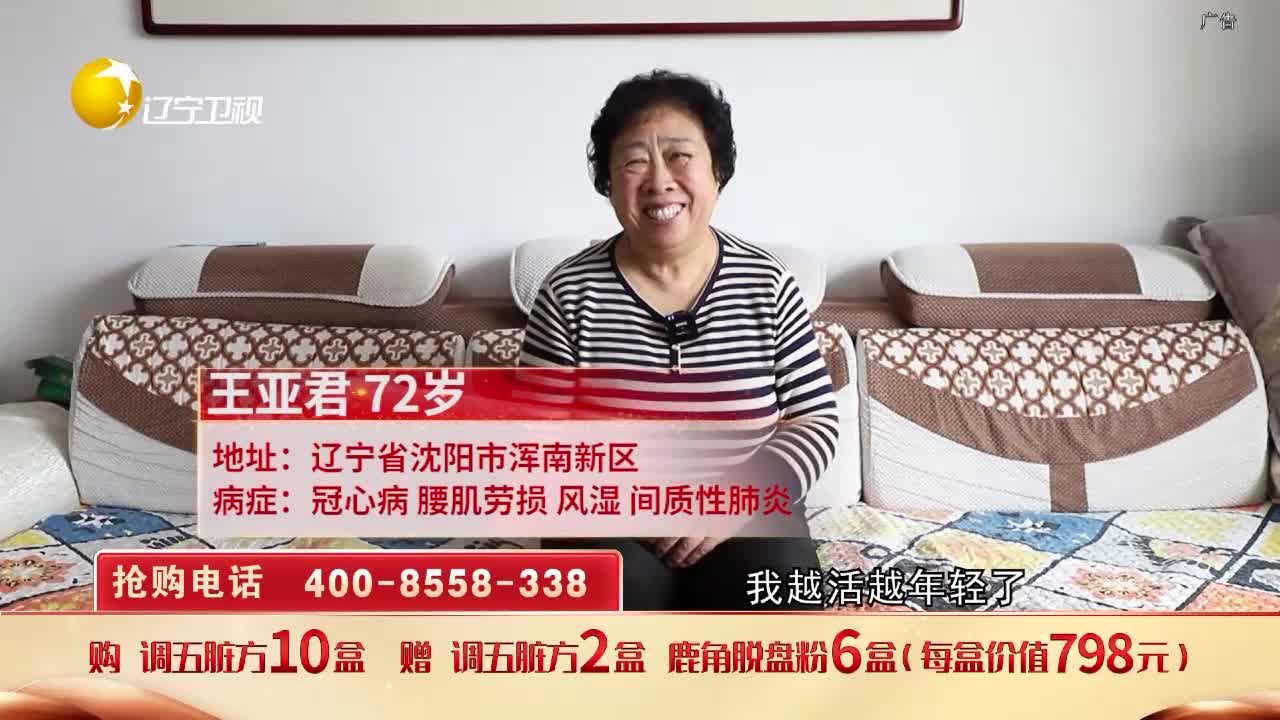 广告
辽宁卫视
王亚君 72岁
地址：辽宁省沈阳市浑南新区
病症：冠心病 腰肌劳损 风湿 间质性肺炎
抢购电话 400-8558-338
我越活越年轻了
购 调五脏方10盒 赠 调五脏方2盒 鹿角脱盘粉6盒(每盒价值798元)